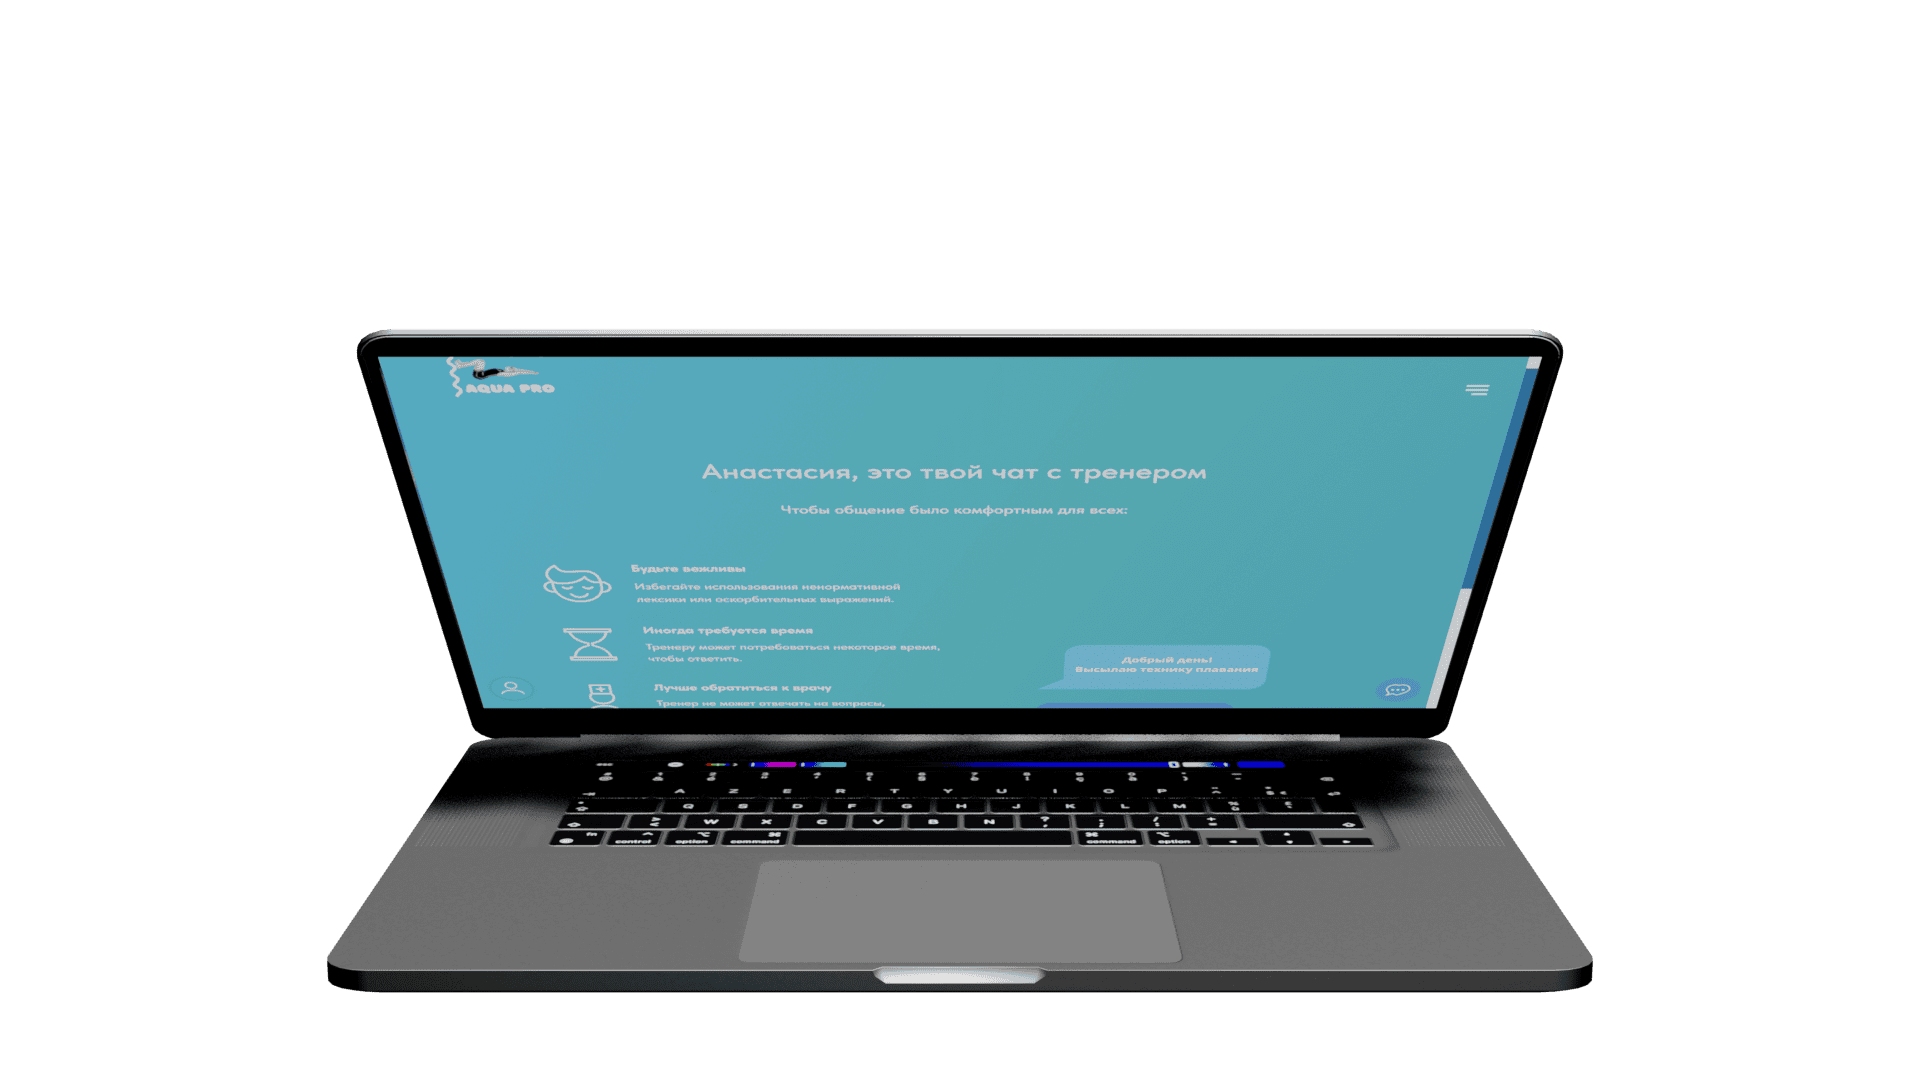 AQUA PRO
Анастасия, это твой чат с тренером
Чтобы общение было комфортным для всех:
Будьте вежливы
Избегайте использования ненормативной
лексики или оскорбительных выражений.
Иногда требуется время
Тренеру может потребоваться некоторое время,
чтобы ответить.
Лучше обратиться к врачу
Тренер не может отвечать на вопросы,
Добрый день!
Высылаю технику плавания
A Z E R T Y U I O P
Q S D F G H J K L M
W X C V B N ? ;
fn control option command command option